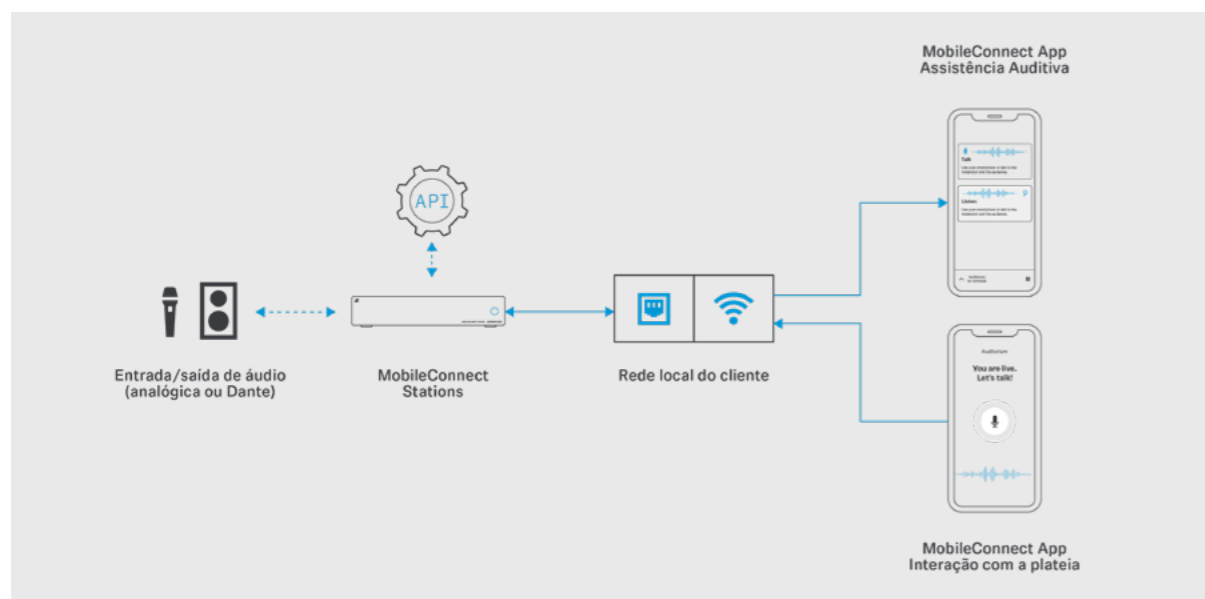 MobileConnect App
Assistência Auditiva
Talk
Listen
API
Entrada/saída de áudio
(analógica ou Dante)
MobileConnect
Stations
Rede local do cliente
Auditorium
You are live.
Let's talk!
MobileConnect App
Interação com a plateia